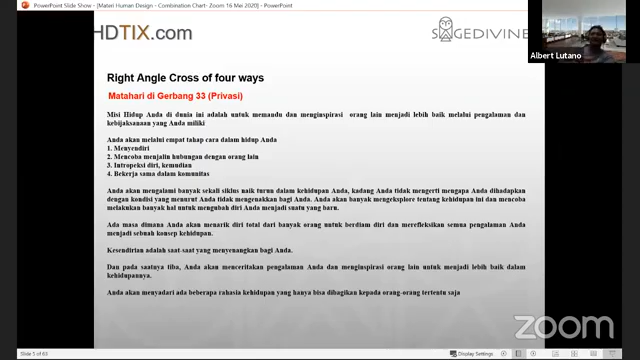 PowerPoint Slide Show - [Materi Human Design - Combination Chart- Zoom 16 Mei 2020] - PowerPoint
HDTIX.com
SAGEDIVINE
Albert Lutano
Right Angle Cross of four ways
Matahari di Gerbang 33 (Privasi)
Misi Hidup Anda di dunia ini adalah untuk memandu dan menginspirasi orang lain menjadi lebih baik melalui pengalaman dan
kebijaksanaan yang Anda miliki
Anda akan melalui empat tahap cara dalam hidup Anda
1. Menyendiri
2. Mencoba menjalin hubungan dengan orang lain
3. Intropeksi diri, kemudian
4. Bekerja sama dalam komunitas
Anda akan mengalami banyak sekali siklus naik turun dalam kehidupan Anda, kadang Anda tidak mengerti mengapa Anda dihadapkan
dengan kondisi yang menurut Anda tidak mengenakkan bagi Anda. Anda akan banyak mengeksplore tentang kehidupan ini dan mencoba
melakukan banyak hal untuk mengubah diri Anda menjadi suatu yang baru.
Ada masa dimana Anda akan menarik diri total dari banyak orang untuk berdiam diri dan merefleksikan semua pengalaman Anda
menjadi sebuah konsep kehidupan.
Kesendirian adalah saat-saat yang menyenangkan bagi Anda.
Dan pada saatnya tiba, Anda akan menceritakan pengalaman Anda dan menginspirasi orang lain untuk menjadi lebih baik dalam
kehidupannya.
Anda akan menyadari ada beberapa rahasia kehidupan yang hanya bisa dibagikan kepada orang-orang tertentu saja
zoom
Slide 5 of 63
Display Settings